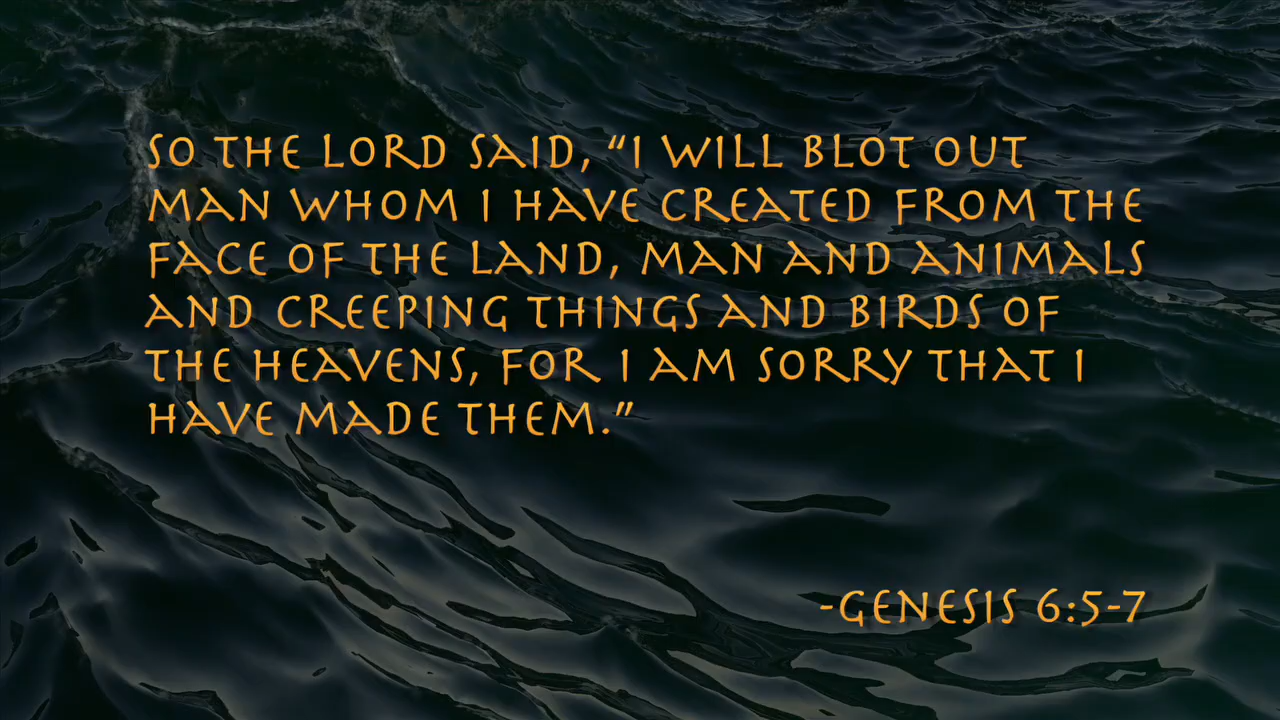 SO THE LORD SAID, “I WILL BLOT OUT
MAN WHOM I HAVE CREATED FROM THE
FACE OF THE LAND, MAN AND ANIMALS
AND CREEPING THINGS AND BIRDS OF
THE HEAVENS, FOR I AM SORRY THAT I
HAVE MADE THEM.”
-GENESIS 6:5-7